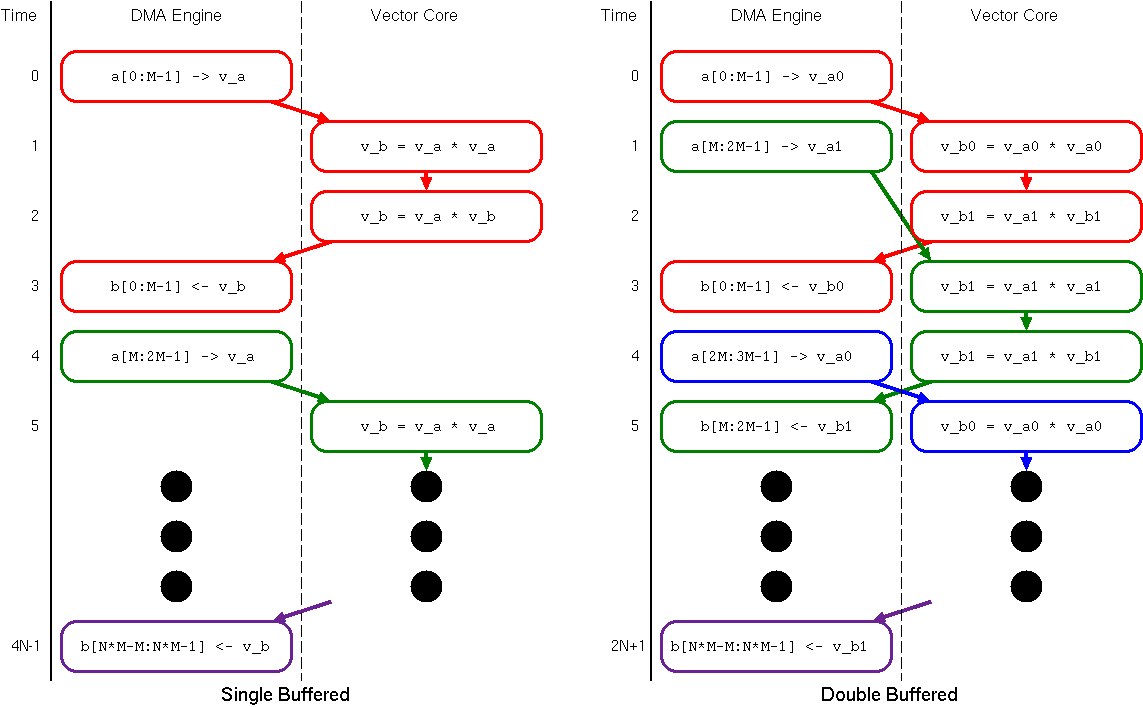 Time DMA Engine Vector Core
0 a[0:M-1] -> v_a
1 v_b = v_a * v_a
2 v_b = v_a * v_b
3 b[0:M-1] <- v_b
4 a[M:2M-1] -> v_a
5 v_b = v_a * v_a
4N-1 b[N*M-M:N*M-1] <- v_b
Single Buffered
Time DMA Engine Vector Core
0 a[0:M-1] -> v_a0
1 a[M:2M-1] -> v_a1 v_b0 = v_a0 * v_a0
2 v_b1 = v_a1 * v_b1
3 b[0:M-1] <- v_b0 v_b1 = v_a1 * v_a1
4 a[2M:3M-1] -> v_a0 v_b1 = v_a1 * v_b1
5 b[M:2M-1] <- v_b1 v_b0 = v_a0 * v_a0
2N+1 b[N*M-M:N*M-1] <- v_b1
Double Buffered